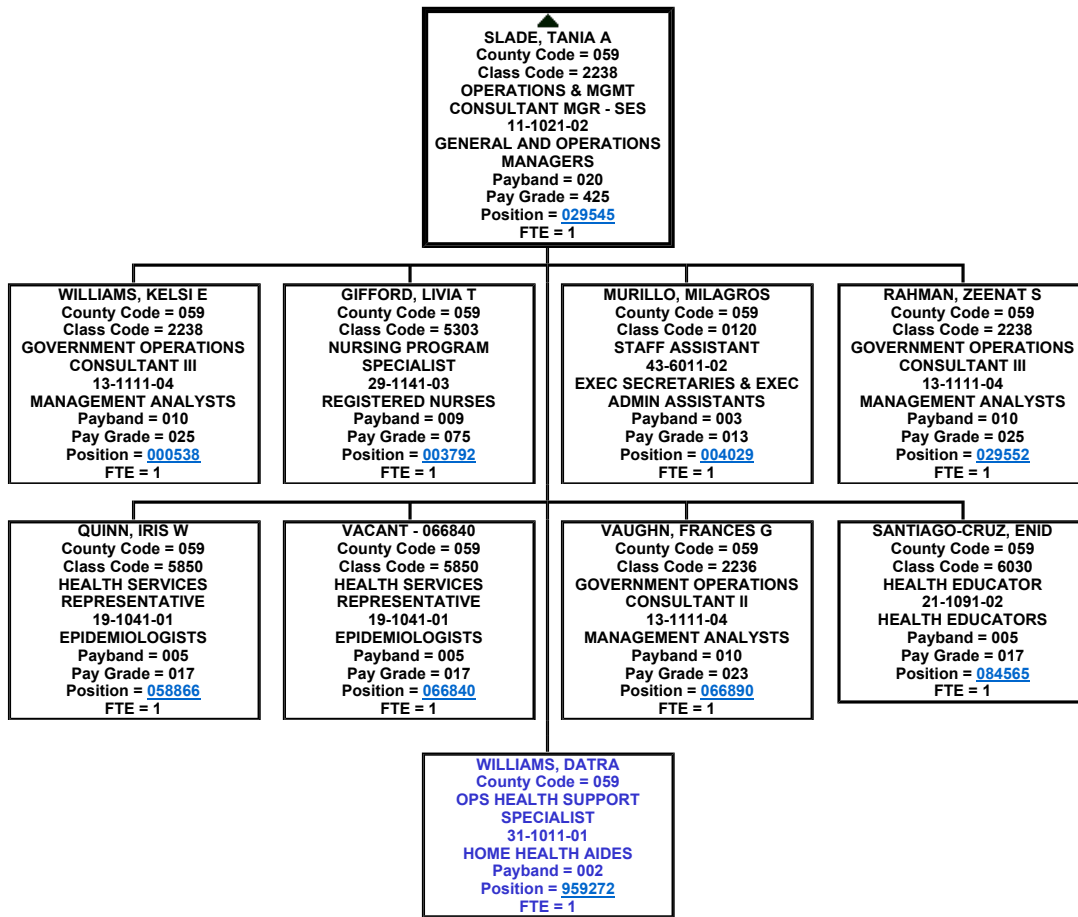 SLADE, TANIA A
County Code = 059
Class Code = 2238
OPERATIONS & MGMT
CONSULTANT MGR - SES
11-1021-02
GENERAL AND OPERATIONS
MANAGERS
Payband = 020
Pay Grade = 425
Position = 029545
FTE = 1
WILLIAMS, KELSI E
County Code = 059
Class Code = 2238
GOVERNMENT OPERATIONS
CONSULTANT III
13-1111-04
MANAGEMENT ANALYSTS
Payband = 010
Pay Grade = 025
Position = 000538
FTE = 1
GIFFORD, LIVIA T
County Code = 059
Class Code = 5303
NURSING PROGRAM
SPECIALIST
29-1141-03
REGISTERED NURSES
Payband = 009
Pay Grade = 075
Position = 003792
FTE = 1
MURILLO, MILAGROS
County Code = 059
Class Code = 0120
STAFF ASSISTANT
43-6011-02
EXEC SECRETARIES & EXEC
ADMIN ASSISTANTS
Payband = 003
Pay Grade = 013
Position = 004029
FTE = 1
RAHMAN, ZEENAT S
County Code = 059
Class Code = 2238
GOVERNMENT OPERATIONS
CONSULTANT III
13-1111-04
MANAGEMENT ANALYSTS
Payband = 010
Pay Grade = 025
Position = 029552
FTE = 1
QUINN, IRIS W
County Code = 059
Class Code = 5850
HEALTH SERVICES
REPRESENTATIVE
19-1041-01
EPIDEMIOLOGISTS
Payband = 005
Pay Grade = 017
Position = 058866
FTE = 1
VACANT - 066840
County Code = 059
Class Code = 5850
HEALTH SERVICES
REPRESENTATIVE
19-1041-01
EPIDEMIOLOGISTS
Payband = 005
Pay Grade = 017
Position = 066840
FTE = 1
VAUGHN, FRANCES G
County Code = 059
Class Code = 2236
GOVERNMENT OPERATIONS
CONSULTANT II
13-1111-04
MANAGEMENT ANALYSTS
Payband = 010
Pay Grade = 023
Position = 066890
FTE = 1
SANTIAGO-CRUZ, ENID
County Code = 059
Class Code = 6030
HEALTH EDUCATOR
21-1091-02
HEALTH EDUCATORS
Payband = 005
Pay Grade = 017
Position = 084565
FTE = 1
WILLIAMS, DATRA
County Code = 059
OPS HEALTH SUPPORT
SPECIALIST
31-1011-01
HOME HEALTH AIDES
Payband = 002
Position = 959272
FTE = 1